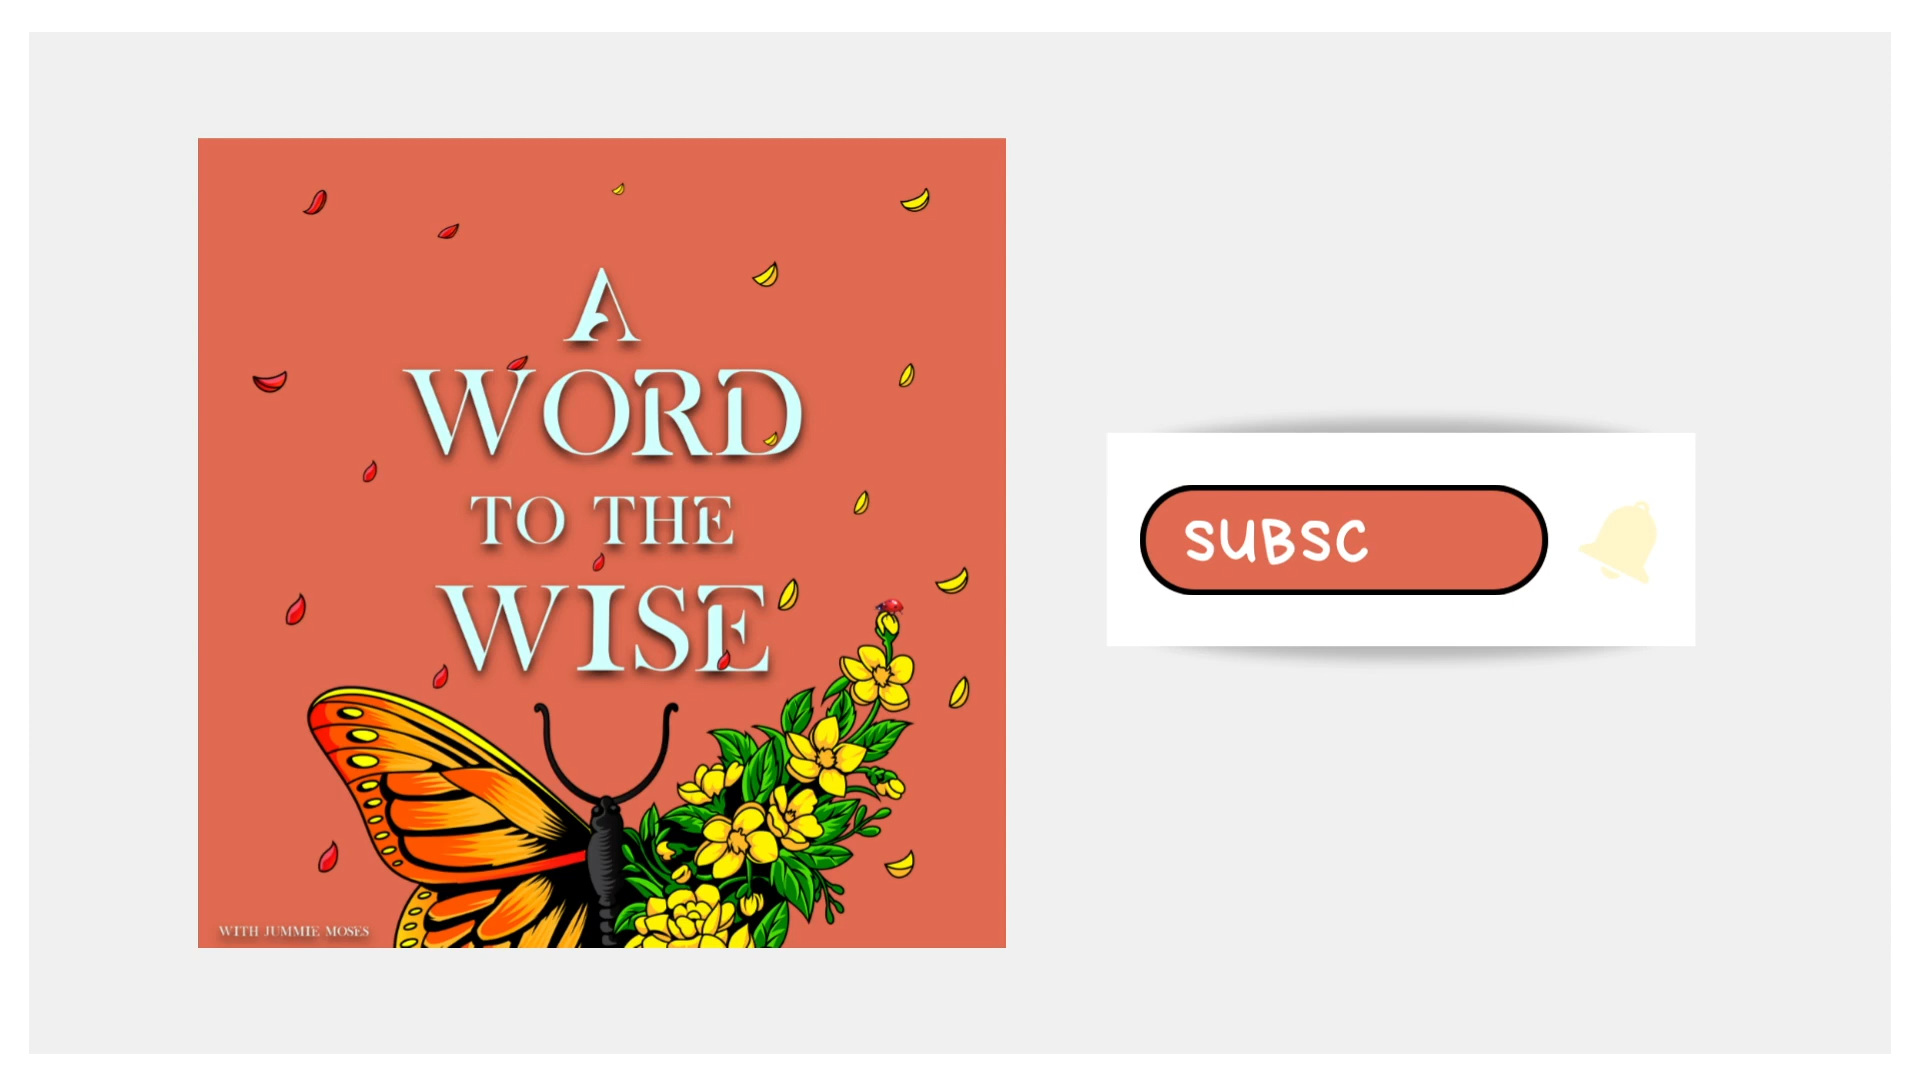 A
WORD
TO THE
WISE
WITH JUMMIE MOSES
SUBSC